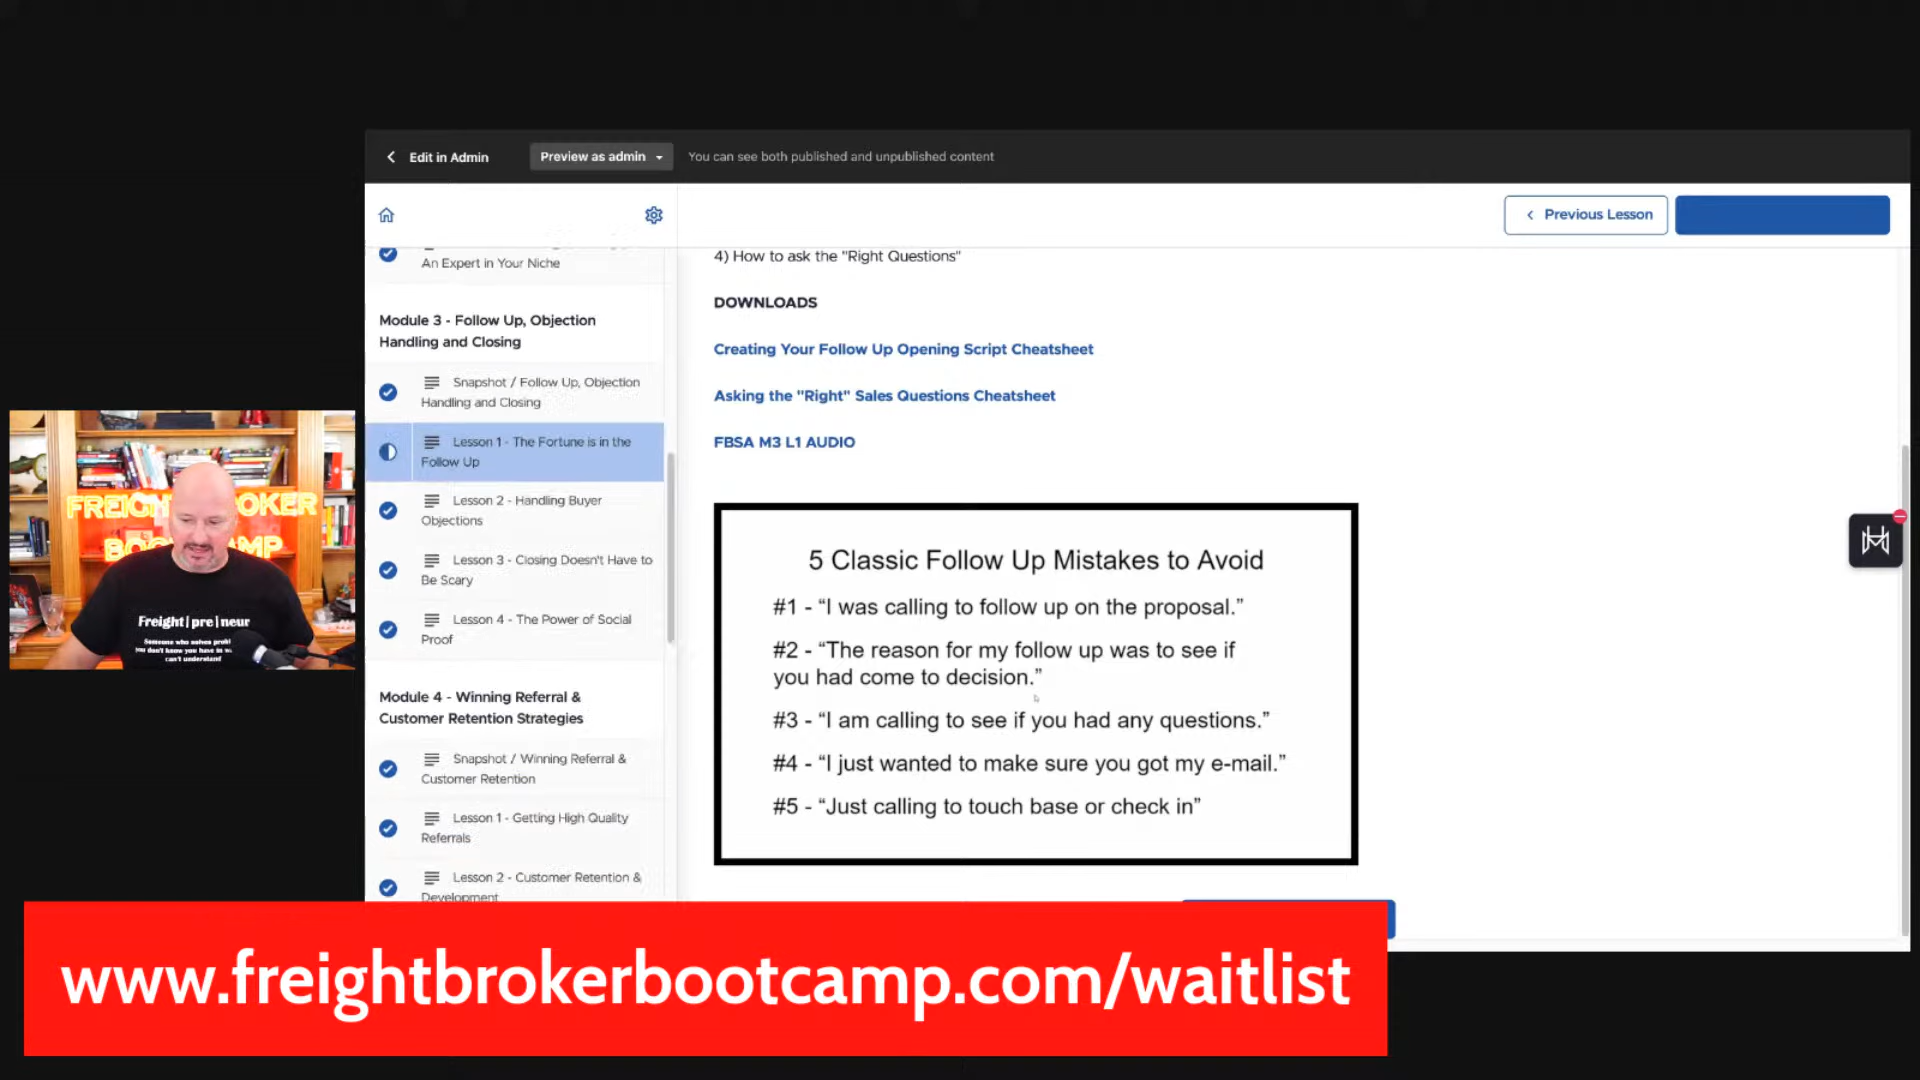 Edit in Admin
Preview as admin
You can see both published and unpublished content
Previous Lesson
An Expert in Your Niche
Module 3 - Follow Up, Objection
Handling and Closing
Snapshot / Follow Up, Objection
Handling and Closing
Lesson 1 - The Fortune is in the
Follow Up
Lesson 2 - Handling Buyer
Objections
Lesson 3 - Closing Doesn't Have to
Be Scary
Lesson 4 - The Power of Social
Proof
Module 4 - Winning Referral &
Customer Retention Strategies
Snapshot / Winning Referral &
Customer Retention
Lesson 1 - Getting High Quality
Referrals
Lesson 2 - Customer Retention &
Development
4) How to ask the "Right Questions"
DOWNLOADS
Creating Your Follow Up Opening Script Cheatsheet
Asking the "Right" Sales Questions Cheatsheet
FBSA M3 L1 AUDIO
5 Classic Follow Up Mistakes to Avoid
#1 - “I was calling to follow up on the proposal.”
#2 - “The reason for my follow up was to see if
you had come to decision.”
#3 - “I am calling to see if you had any questions.”
#4 - “I just wanted to make sure you got my e-mail.”
#5 - “Just calling to touch base or check in”
Freight|pre|neur
can't understand
www.freightbrokerbootcamp.com/waitlist